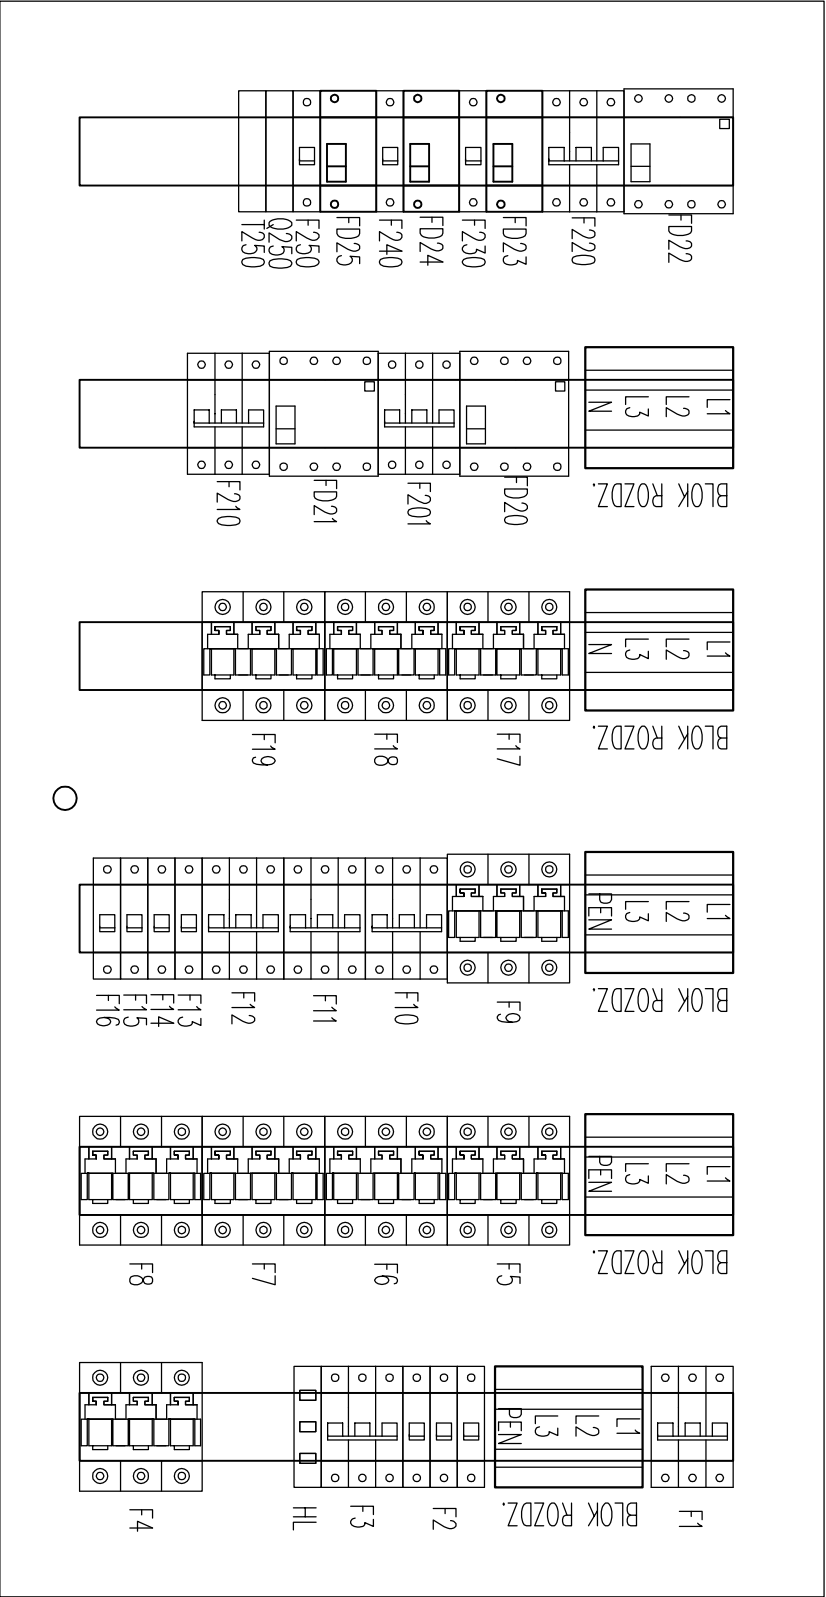 T250 Q250 F250 FD25 F240 FD24 F230 FD23 F220 FD22
N L3 L2 L1
F210 FD21 F201 FD20 BLOK ROZDZ.
N L3 L2 L1
F19 F18 F17 BLOK ROZDZ.
PEN L3 L2 L1
F16 F15 F14 F13 F12 F11 F10 F9 BLOK ROZDZ.
PEN L3 L2 L1
F8 F7 F6 F5 BLOK ROZDZ.
PEN L3 L2 L1
F4 HL F3 F2 BLOK ROZDZ. F1